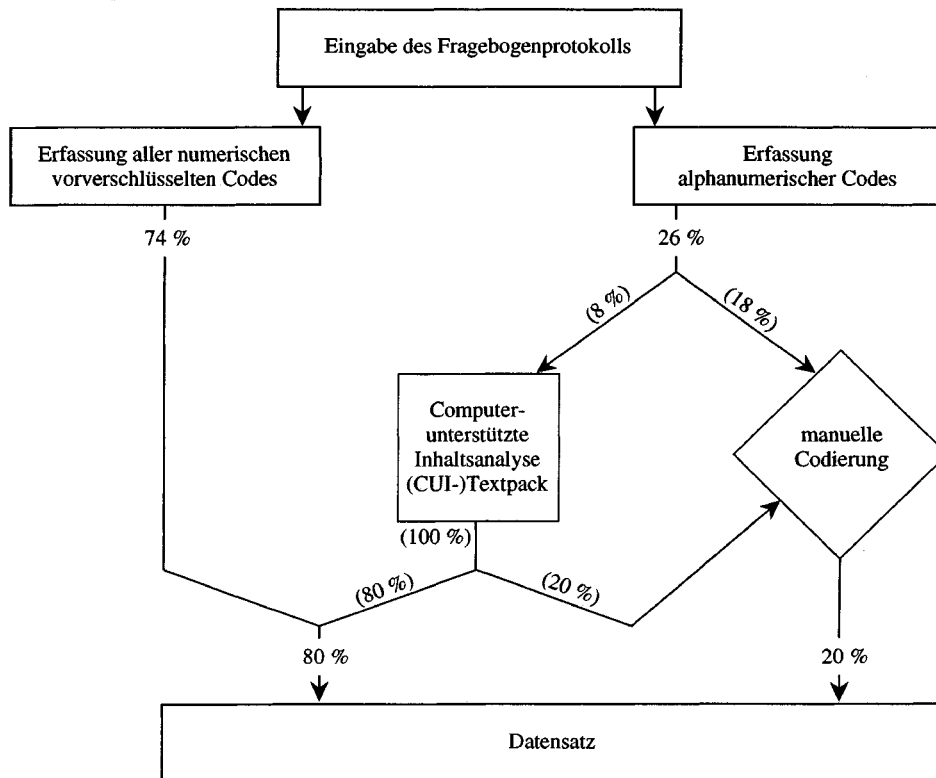 Eingabe des Fragebogenprotokolls
Erfassung aller numerischen
vorverschlüsselten Codes
Erfassung
alphanumerischer Codes
74 %
26 %
(8 %)
(18 %)
Computer-
unterstützte
Inhaltsanalyse
(CUI-)Textpack
manuelle
Codierung
(100 %)
(80 %)
(20 %)
80 %
20 %
Datensatz